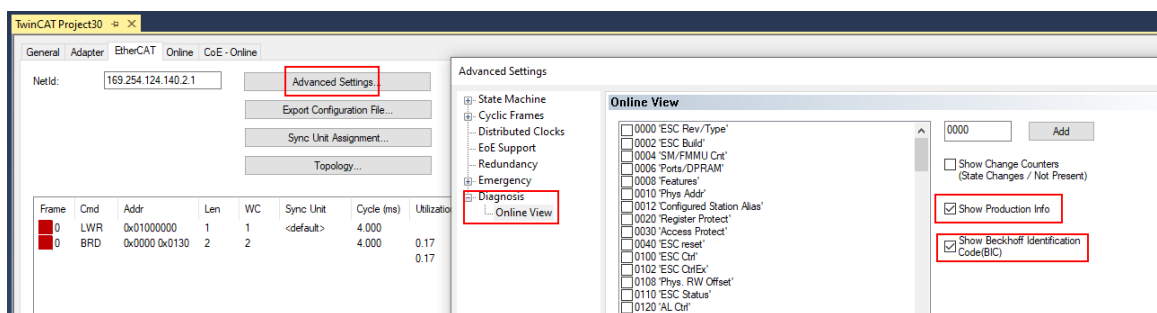 TwinCAT Project30
General Adapter EtherCAT Online CoE - Online
NetId: 169.254.124.140.2.1
Advanced Settings...
Export Configuration File...
Sync Unit Assignment...
Topology...
Frame Cmd Addr Len WC Sync Unit Cycle (ms) Utilizatio
0 LWR 0x01000000 1 1 <default> 4.000
0 BRD 0x0000 0x0130 2 2 4.000 0.17
0.17
Advanced Settings
State Machine
Cyclic Frames
Distributed Clocks
EoE Support
Redundancy
Emergency
Diagnosis
Online View
Online View
0000 'ESC Rev/Type'
0002 'ESC Build'
0004 'SM/FMMU Cnt'
0006 'Ports/DPRAM'
0008 'Features'
0010 'Phys Addr'
0012 'Configured Station Alias'
0020 'Register Protect'
0030 'Access Protect'
0040 'ESC reset'
0100 'ESC Ctrl'
0102 'ESC CtrlEx'
0108 'Phys. RW Offset'
0110 'ESC Status'
0120 'AL Ctrl'
0000 Add
Show Change Counters
(State Changes / Not Present)
Show Production Info
Show Beckhoff Identification
Code(BIC)